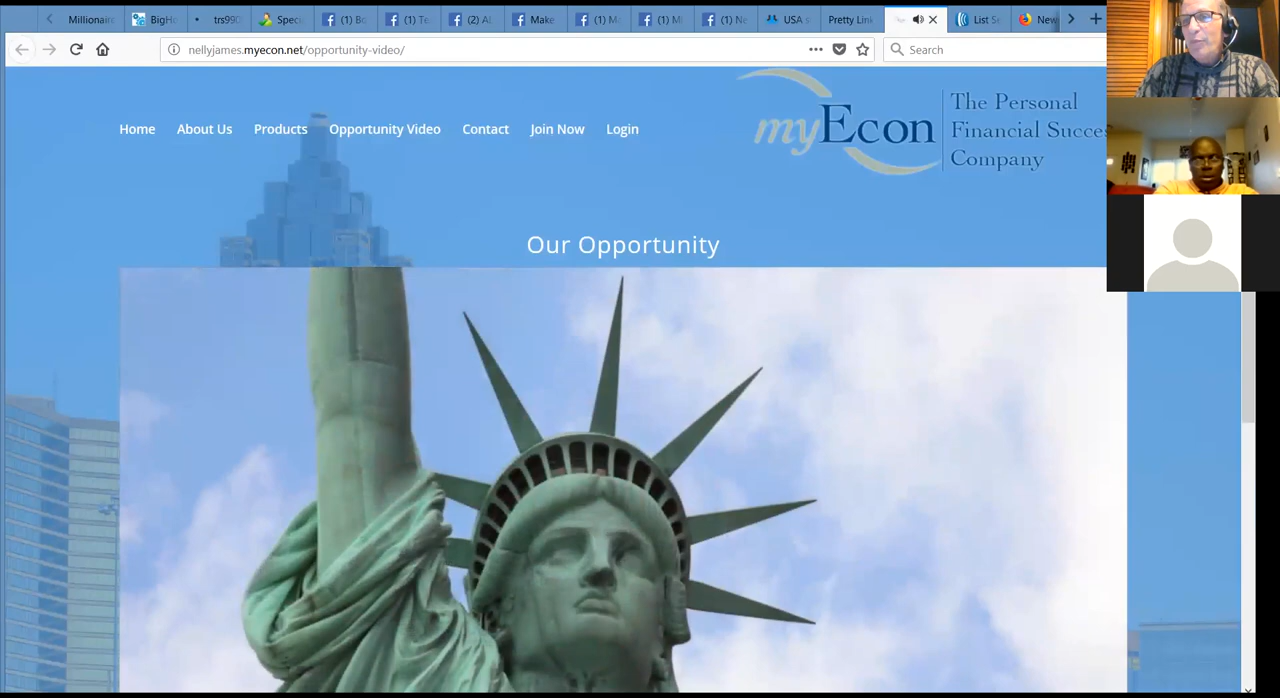 Millionaire
BigHo
trs990
Speci
(1) Bo
(1) Te
(2) Al
Make
(1) M
(1) Mi
(1) Ne
USA s
Pretty Link
List Se
New
nellyjames.myecon.net/opportunity-video/
Search
Home
About Us
Products
Opportunity Video
Contact
Join Now
Login
myEcon
The Personal
Financial Succes
Company
Our Opportunity